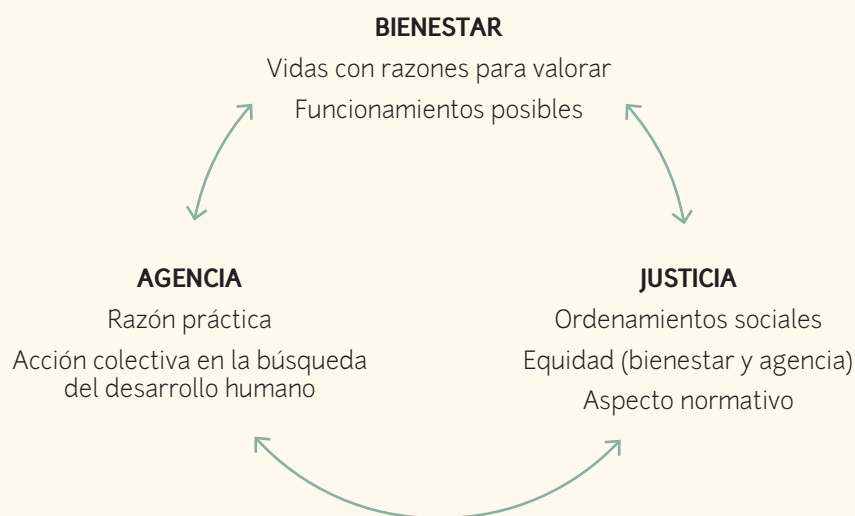 BIENESTAR
Vidas con razones para valorar
Funcionamientos posibles
AGENCIA
Razón práctica
Acción colectiva en la búsqueda
del desarrollo humano
JUSTICIA
Ordenamientos sociales
Equidad (bienestar y agencia)
Aspecto normativo